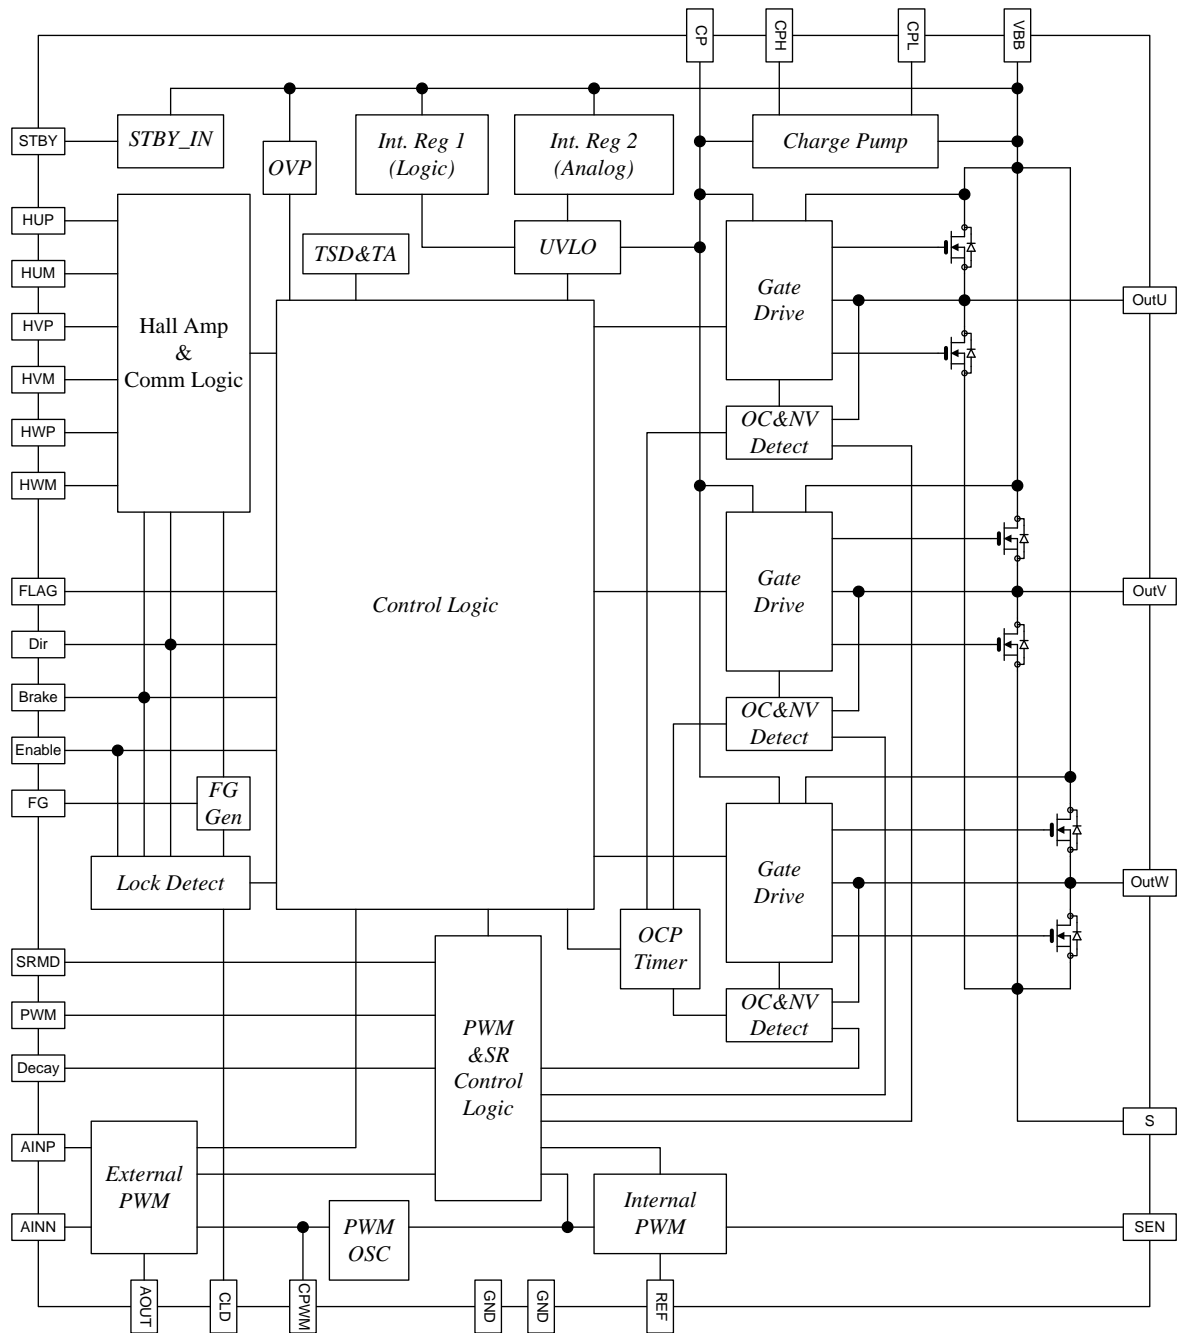 CP
CPH
CPL
VBB
STBY
STBY_IN
OVP
Int. Reg 1
(Logic)
Int. Reg 2
(Analog)
Charge Pump
HUP
HUM
HVP
HVM
HWP
HWM
Hall Amp
&
Comm Logic
TSD&TA
UVLO
Gate
Drive
OutU
OC&NV
Detect
FLAG
Dir
Brake
Enable
FG
Control Logic
Gate
Drive
OutV
OC&NV
Detect
FG
Gen
Lock Detect
Gate
Drive
OutW
OCP
Timer
OC&NV
Detect
SRMD
PWM
Decay
PWM
&SR
Control
Logic
AINP
AINN
External
PWM
PWM
OSC
Internal
PWM
S
SEN
AOUT
CLD
CPWM
GND
GND
REF